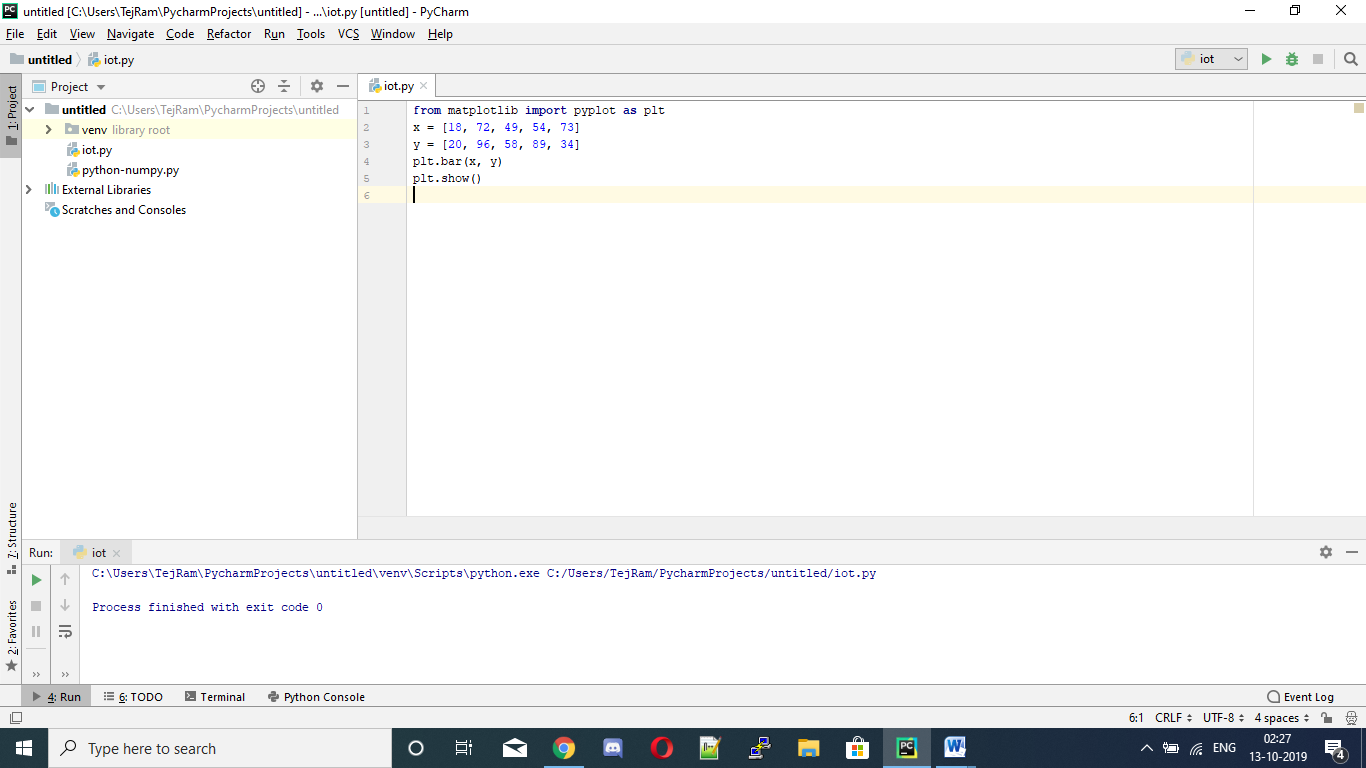 untitled [C:\Users\TejRam\PycharmProjects\untitled] - ...\iot.py [untitled] - PyCharm
File Edit View Navigate Code Refactor Run Tools VCS Window Help
untitled iot.py iot
1: Project
Project
iot.py
untitled C:\Users\TejRam\PycharmProjects\untitled
venv library root
iot.py
python-numpy.py
External Libraries
Scratches and Consoles
1 from matplotlib import pyplot as plt
2 x = [18, 72, 49, 54, 73]
3 y = [20, 96, 58, 89, 34]
4 plt.bar(x, y)
5 plt.show()
6
7: Structure
2: Favorites
Run: iot
C:\Users\TejRam\PycharmProjects\untitled\venv\Scripts\python.exe C:/Users/TejRam/PycharmProjects/untitled/iot.py
Process finished with exit code 0
4: Run 6: TODO Terminal Python Console Event Log
6:1 CRLF UTF-8 4 spaces
Type here to search
ENG
02:27
13-10-2019
4